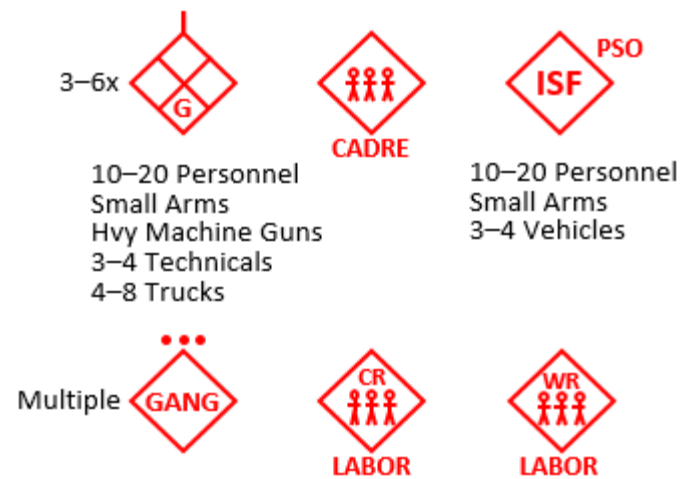 3–6x
G
CADRE
ISF
PSO
10–20 Personnel
Small Arms
Hvy Machine Guns
3–4 Technicals
4–8 Trucks
10–20 Personnel
Small Arms
3–4 Vehicles
Multiple
GANG
CR
LABOR
WR
LABOR